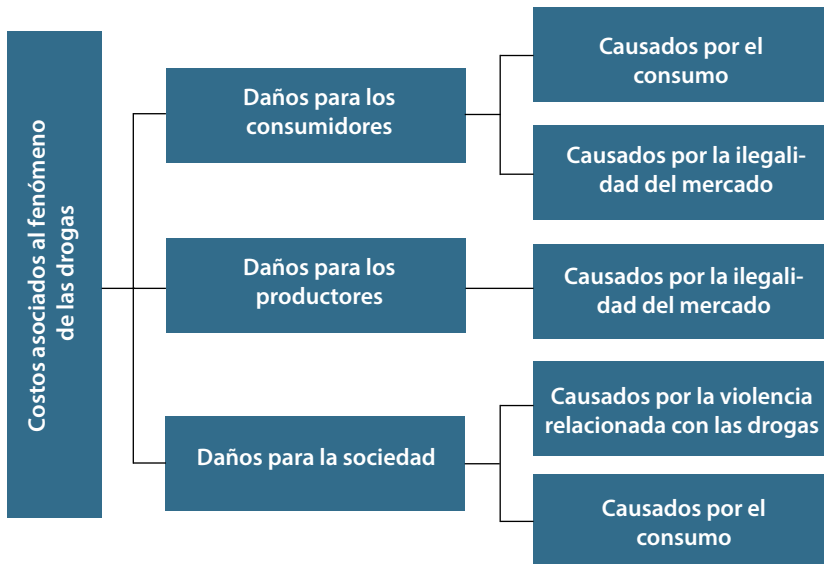 Costos asociados al fenómeno
de las drogas
Daños para los
consumidores
Causados por el
consumo
Causados por la ilegali-
dad del mercado
Daños para los
productores
Causados por la ilegali-
dad del mercado
Daños para la sociedad
Causados por la violencia
relacionada con las drogas
Causados por el
consumo